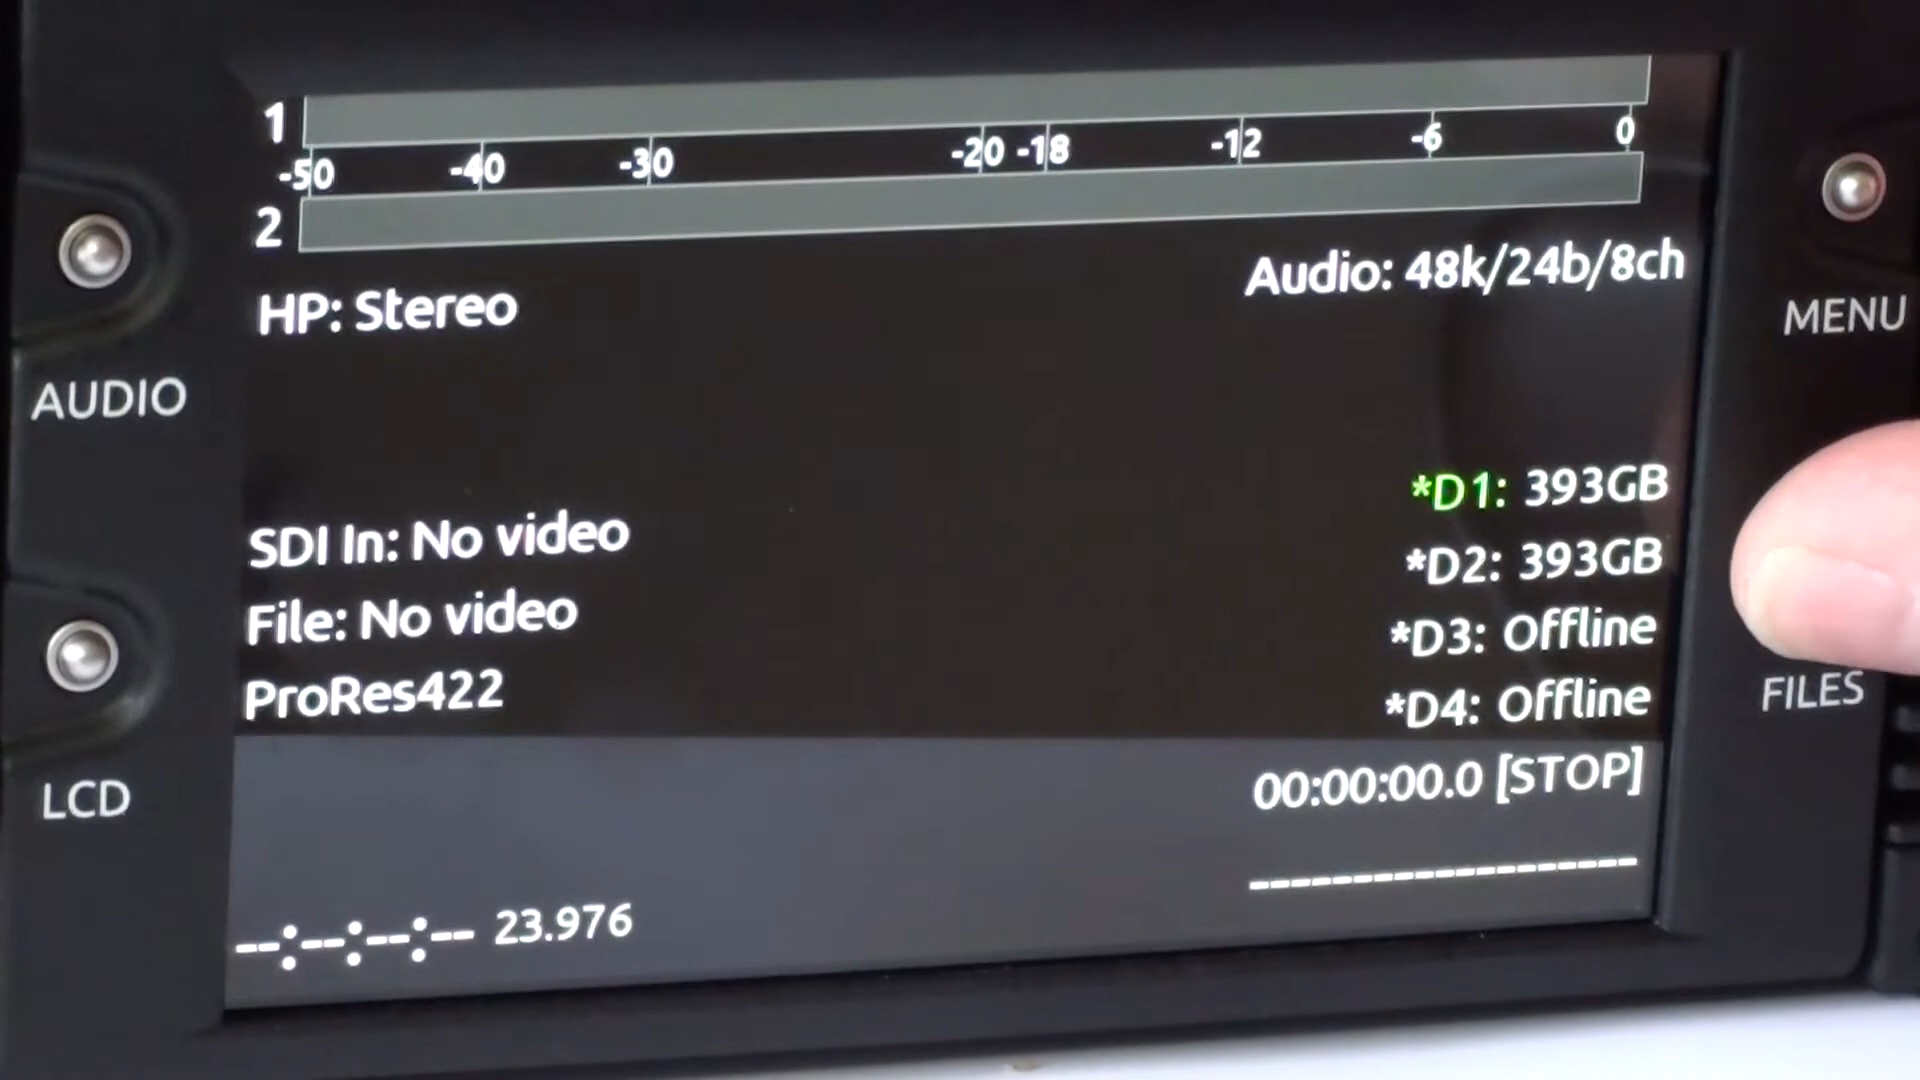 1
-50 -40 -30 -20 -18 -12 -6 0
2
HP: Stereo
Audio: 48k/24b/8ch
AUDIO
MENU
*D1: 393GB
SDI In: No video
*D2: 393GB
File: No video
*D3: Offline
ProRes422
*D4: Offline
FILES
LCD
00:00:00.0 [STOP]
-------------------
--:--:--:-- 23.976